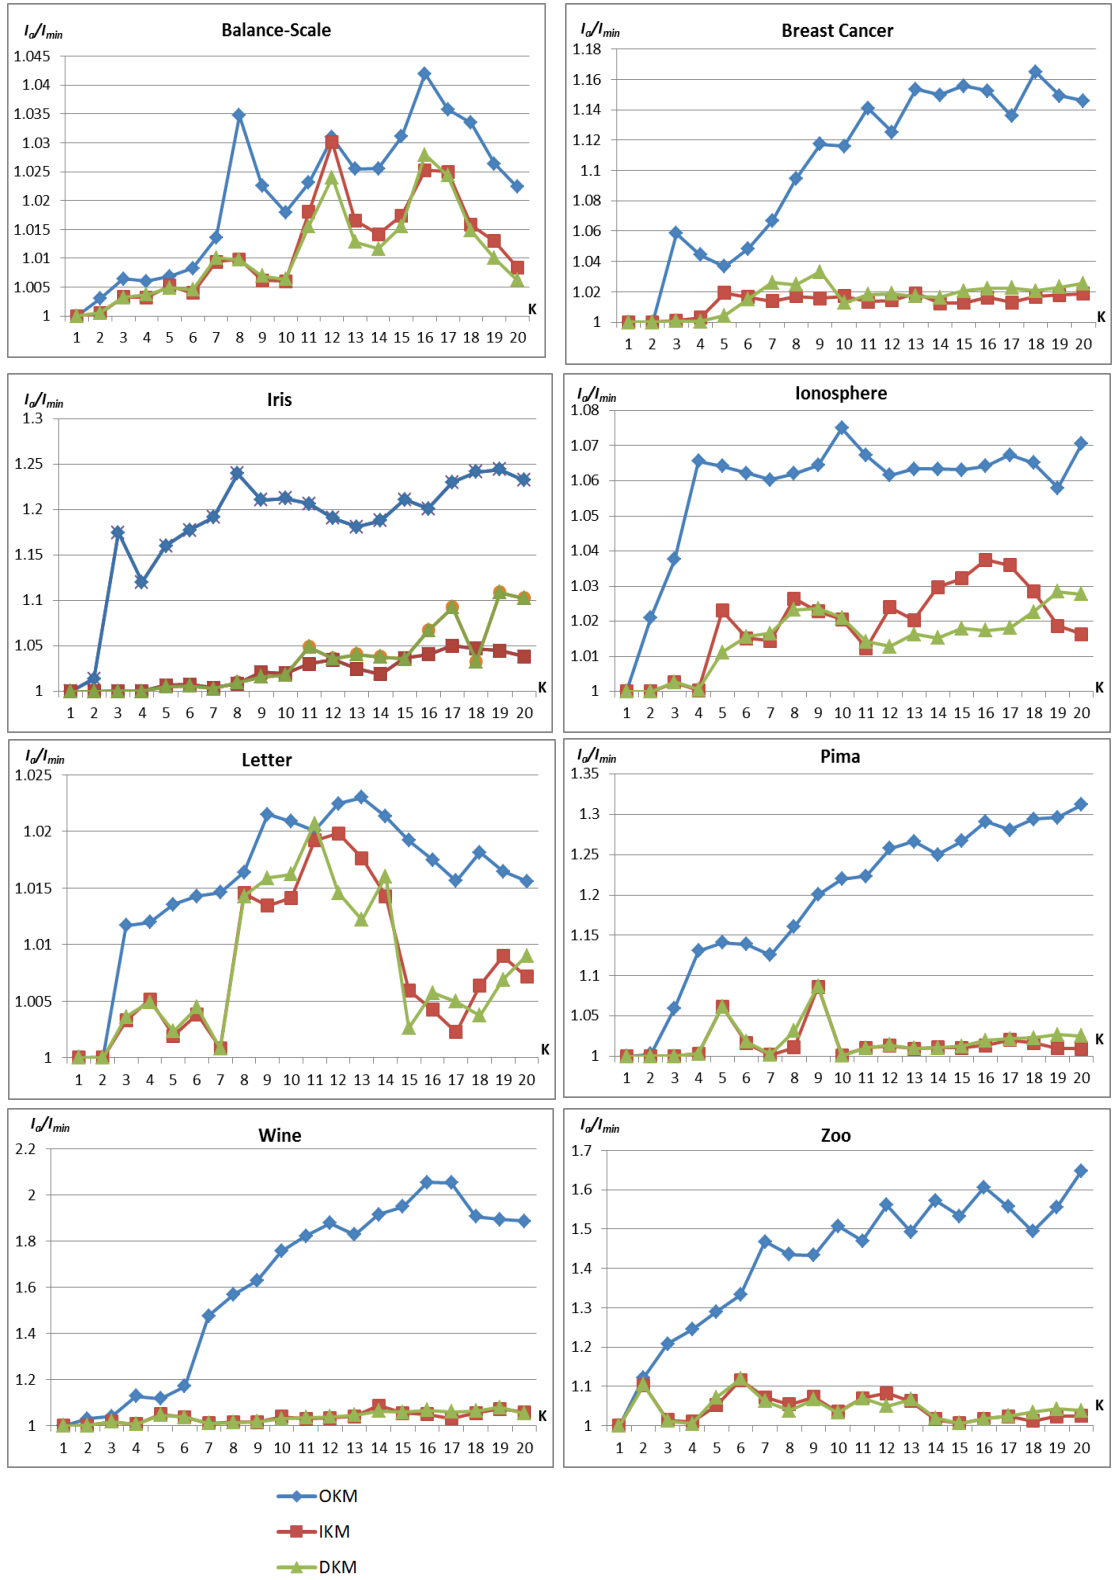 Iₐ/Iₘᵢₙ
Balance-Scale
1.045
1.04
1.035
1.03
1.025
1.02
1.015
1.01
1.005
1
K
1 2 3 4 5 6 7 8 9 10 11 12 13 14 15 16 17 18 19 20
Iₐ/Iₘᵢₙ
Breast Cancer
1.18
1.16
1.14
1.12
1.1
1.08
1.06
1.04
1.02
1
K
1 2 3 4 5 6 7 8 9 10 11 12 13 14 15 16 17 18 19 20
Iₐ/Iₘᵢₙ
Iris
1.3
1.25
1.2
1.15
1.1
1.05
1
K
1 2 3 4 5 6 7 8 9 10 11 12 13 14 15 16 17 18 19 20
Iₐ/Iₘᵢₙ
Ionosphere
1.08
1.07
1.06
1.05
1.04
1.03
1.02
1.01
1
K
1 2 3 4 5 6 7 8 9 10 11 12 13 14 15 16 17 18 19 20
Iₐ/Iₘᵢₙ
Letter
1.025
1.02
1.015
1.01
1.005
1
K
1 2 3 4 5 6 7 8 9 10 11 12 13 14 15 16 17 18 19 20
Iₐ/Iₘᵢₙ
Pima
1.35
1.3
1.25
1.2
1.15
1.1
1.05
1
K
1 2 3 4 5 6 7 8 9 10 11 12 13 14 15 16 17 18 19 20
Iₐ/Iₘᵢₙ
Wine
2.2
2
1.8
1.6
1.4
1.2
1
K
1 2 3 4 5 6 7 8 9 10 11 12 13 14 15 16 17 18 19 20
Iₐ/Iₘᵢₙ
Zoo
1.7
1.6
1.5
1.4
1.3
1.2
1.1
1
K
1 2 3 4 5 6 7 8 9 10 11 12 13 14 15 16 17 18 19 20
OKM
IKM
DKM